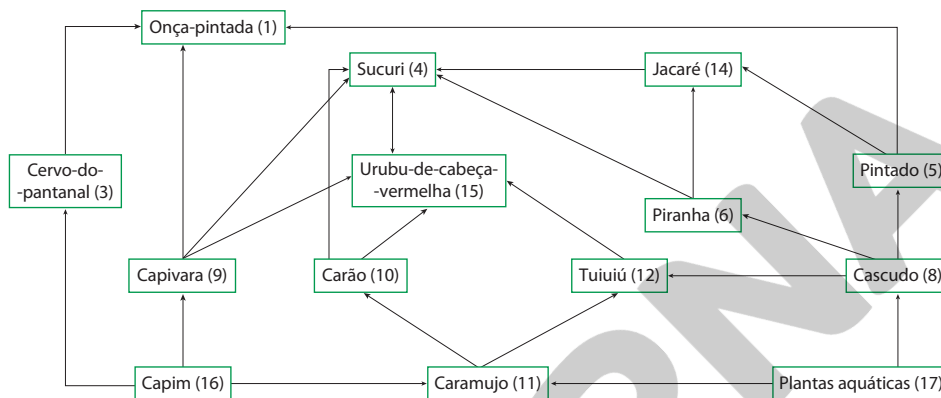 Onça-pintada (1)
Sucuri (4)
Jacaré (14)
Cervo-do-
-pantanal (3)
Urubu-de-cabeça-
-vermelha (15)
Pintado (5)
Piranha (6)
Capivara (9)
Carão (10)
Tuiuiú (12)
Cascudo (8)
Capim (16)
Caramujo (11)
Plantas aquáticas (17)
PNA